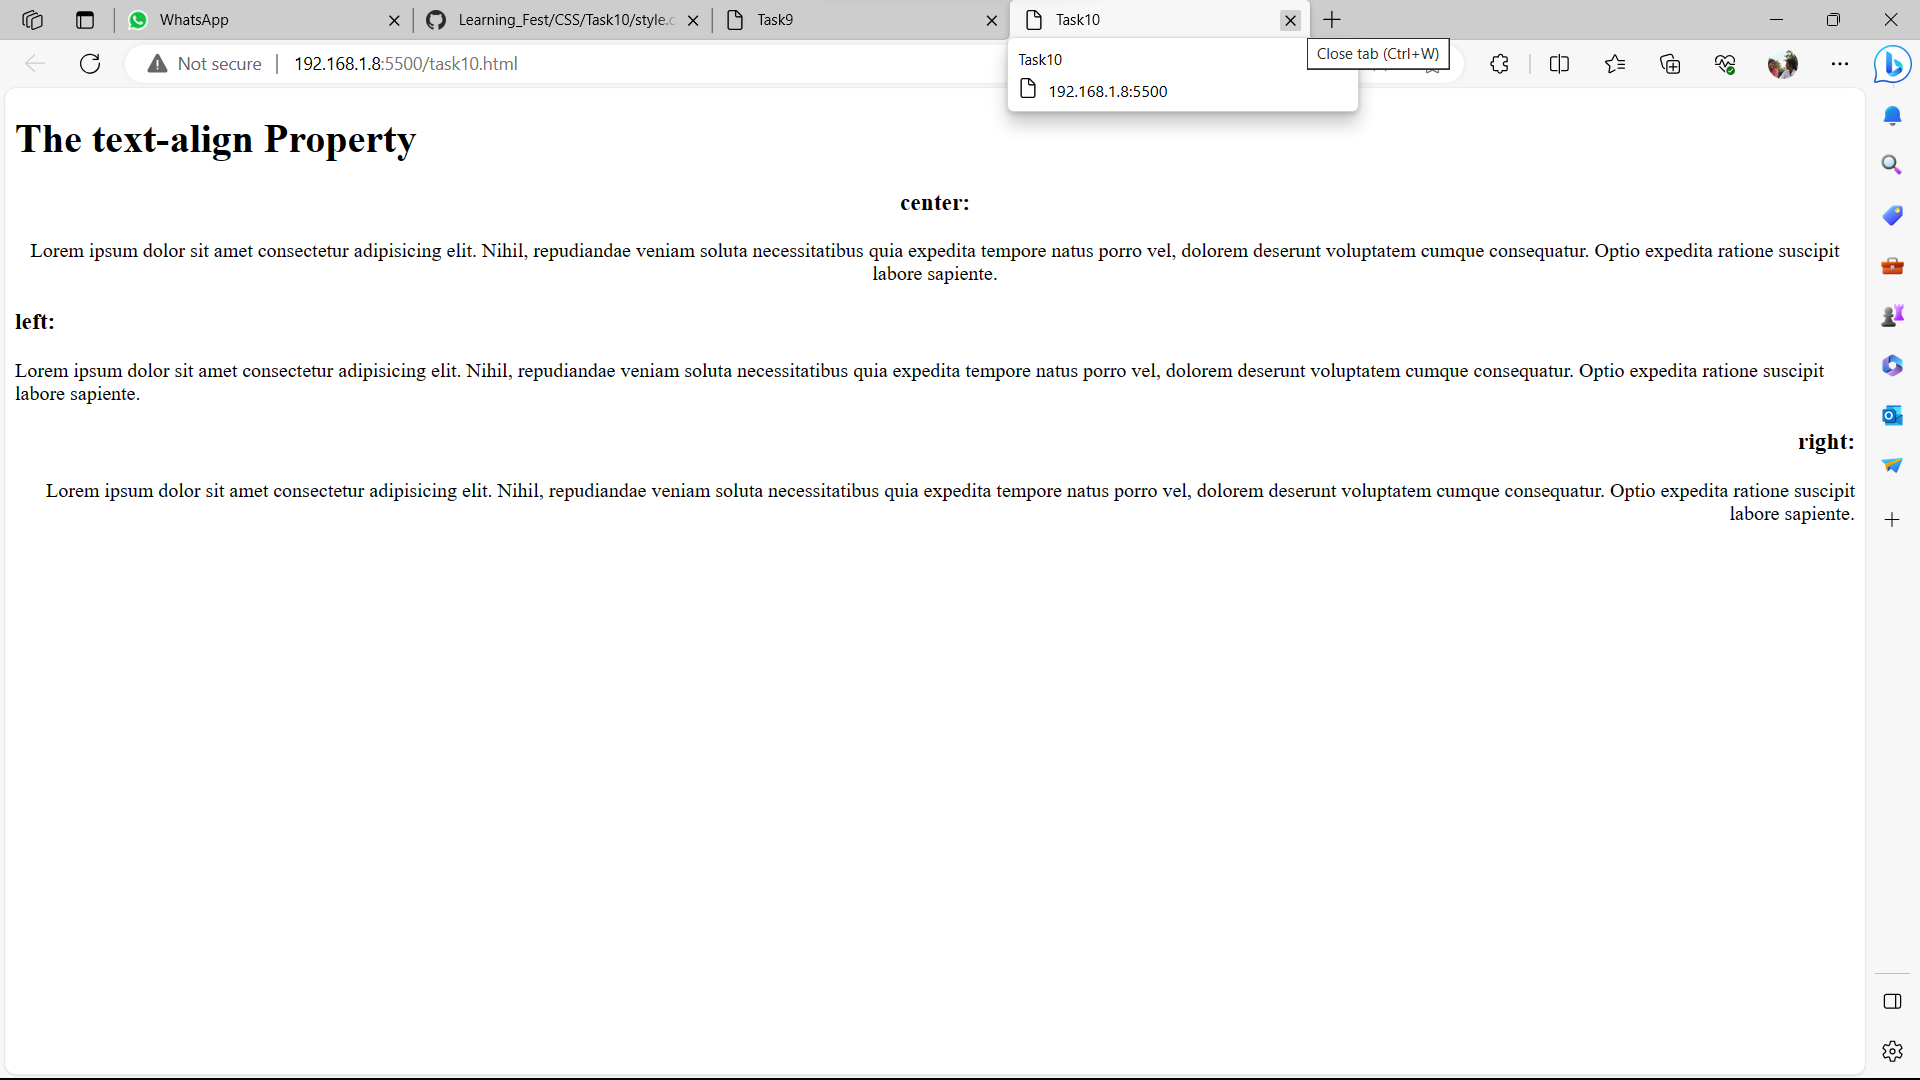 WhatsApp
Learning_Fest/CSS/Task10/style.c
Task9
Task10
Close tab (Ctrl+W)
Not secure
192.168.1.8:5500/task10.html
Task10
192.168.1.8:5500
The text-align Property
center:
Lorem ipsum dolor sit amet consectetur adipisicing elit. Nihil, repudiandae veniam soluta necessitatibus quia expedita tempore natus porro vel, dolorem deserunt voluptatem cumque consequatur. Optio expedita ratione suscipit
labore sapiente.
left:
Lorem ipsum dolor sit amet consectetur adipisicing elit. Nihil, repudiandae veniam soluta necessitatibus quia expedita tempore natus porro vel, dolorem deserunt voluptatem cumque consequatur. Optio expedita ratione suscipit
labore sapiente.
right:
Lorem ipsum dolor sit amet consectetur adipisicing elit. Nihil, repudiandae veniam soluta necessitatibus quia expedita tempore natus porro vel, dolorem deserunt voluptatem cumque consequatur. Optio expedita ratione suscipit
labore sapiente.